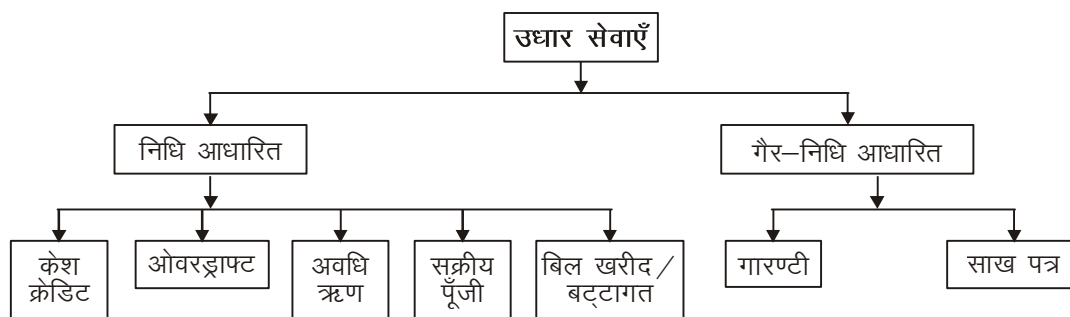 उधार सेवाएँ
निधि आधारित
गैर–निधि आधारित
केश
क्रेडिट
ओवरड्राफ्ट
अवधि
ऋण
सक्रीय
पूँजी
बिल खरीद /
बट्टागत
गारण्टी
साख पत्र